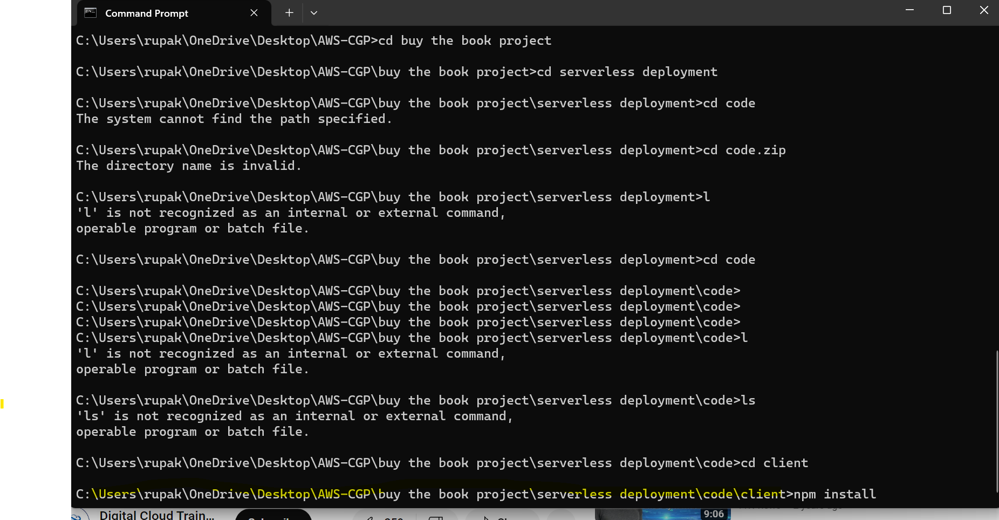 Command Prompt
C:\Users\rupak\OneDrive\Desktop\AWS-CGP>cd buy the book project
C:\Users\rupak\OneDrive\Desktop\AWS-CGP\buy the book project>cd serverless deployment
C:\Users\rupak\OneDrive\Desktop\AWS-CGP\buy the book project\serverless deployment>cd code
The system cannot find the path specified.
C:\Users\rupak\OneDrive\Desktop\AWS-CGP\buy the book project\serverless deployment>cd code.zip
The directory name is invalid.
C:\Users\rupak\OneDrive\Desktop\AWS-CGP\buy the book project\serverless deployment>l
'l' is not recognized as an internal or external command,
operable program or batch file.
C:\Users\rupak\OneDrive\Desktop\AWS-CGP\buy the book project\serverless deployment>cd code
C:\Users\rupak\OneDrive\Desktop\AWS-CGP\buy the book project\serverless deployment\code>
C:\Users\rupak\OneDrive\Desktop\AWS-CGP\buy the book project\serverless deployment\code>
C:\Users\rupak\OneDrive\Desktop\AWS-CGP\buy the book project\serverless deployment\code>
C:\Users\rupak\OneDrive\Desktop\AWS-CGP\buy the book project\serverless deployment\code>l
'l' is not recognized as an internal or external command,
operable program or batch file.
C:\Users\rupak\OneDrive\Desktop\AWS-CGP\buy the book project\serverless deployment\code>ls
'ls' is not recognized as an internal or external command,
operable program or batch file.
C:\Users\rupak\OneDrive\Desktop\AWS-CGP\buy the book project\serverless deployment\code>cd client
C:\Users\rupak\OneDrive\Desktop\AWS-CGP\buy the book project\serverless deployment\code\client>npm install
Digital Cloud Train...
9:06